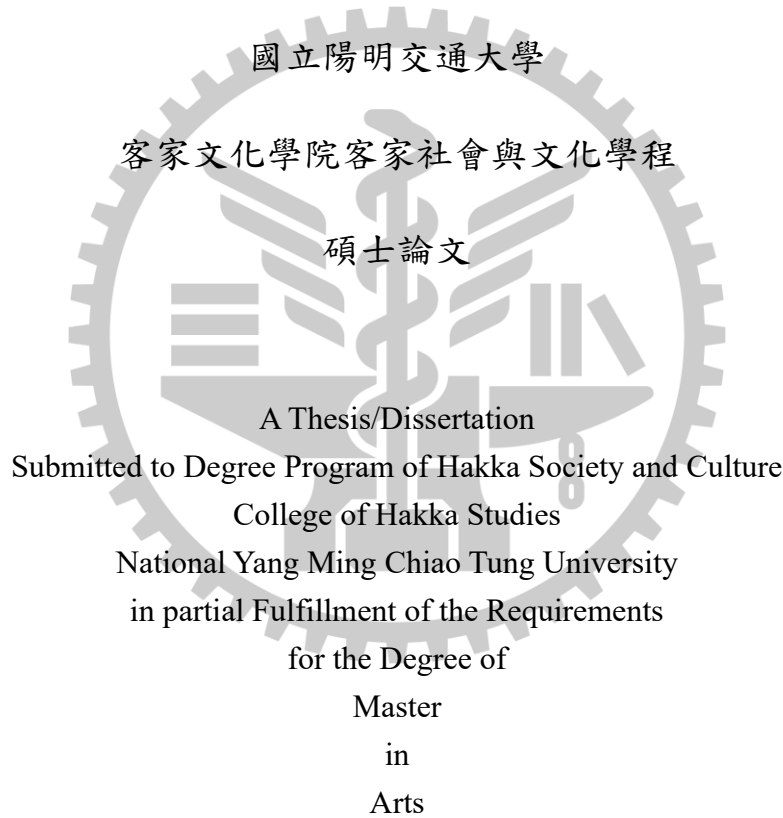 國立陽明交通大學
客家文化學院客家社會與文化學程
碩士論文
A Thesis/Dissertation
Submitted to Degree Program of Hakka Society and Culture
College of Hakka Studies
National Yang Ming Chiao Tung University
in partial Fulfillment of the Requirements
for the Degree of
Master
in
Arts